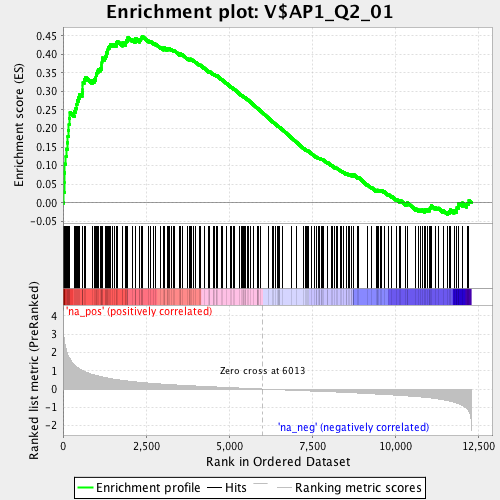 Enrichment plot: V$AP1_Q2_01
Enrichment score (ES)
0.45
0.40
0.35
0.30
0.25
0.20
0.15
0.10
0.05
0.00
-0.05
'na_pos' (positively correlated)
Ranked list metric (PreRanked)
4
3
2
1
0
-1
-2
Zero cross at 6013
'na_neg' (negatively correlated)
0
2,500
5,000
7,500
10,000
12,500
Rank in Ordered Dataset
Enrichment profile
Hits
Ranking metric scores